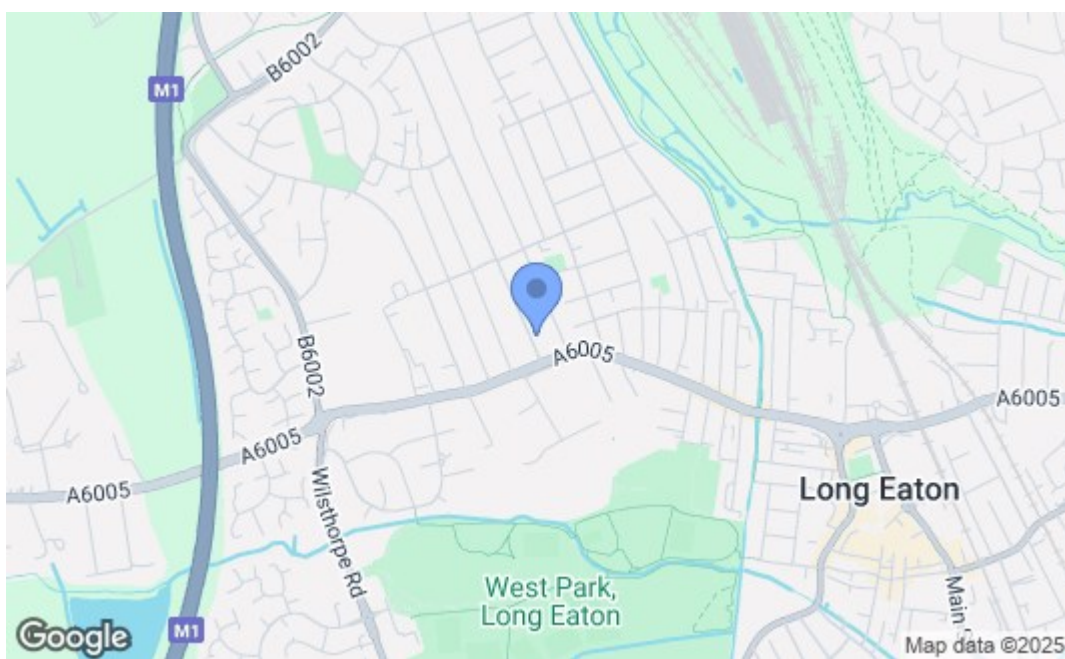 B6002
M1
A6005
B6002
A6005
A6005
A6005
Wilsthorpe Rd
Long Eaton
West Park,
Long Eaton
Main
M1
Google
Map data ©2025